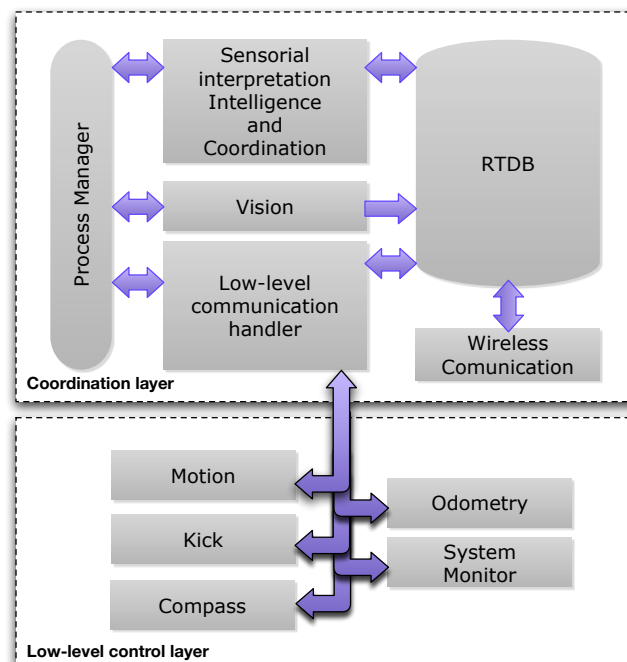 Process Manager
Sensorial
interpretation
Intelligence
and
Coordination
RTDB
Vision
Low-level
communication
handler
Wireless
Comunication
Coordination layer
Motion
Odometry
Kick
System
Monitor
Compass
Low-level control layer